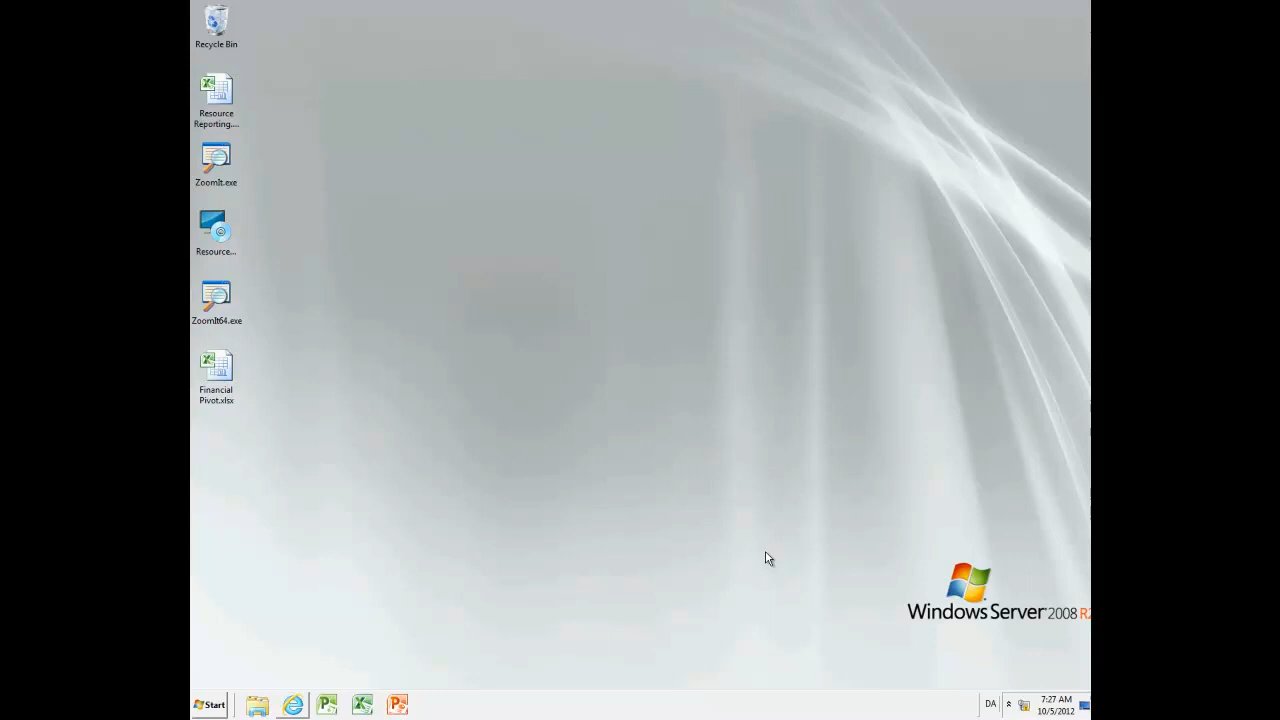 Recycle Bin
Resource
Reporting....
ZoomIt.exe
Resource...
ZoomIt64.exe
Financial
Pivot.xlsx
Windows Server 2008 R2
Start
DA
7:27 AM
10/5/2012